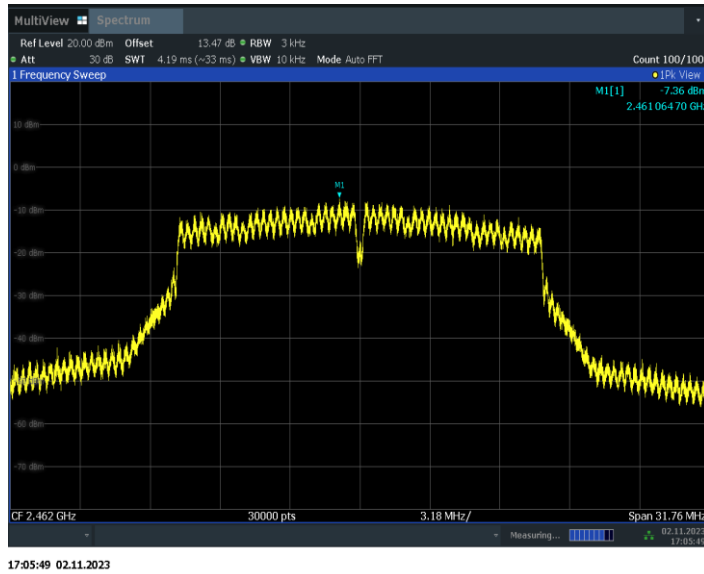 MultiView Spectrum
Ref Level 20.00 dBm Offset 13.47 dB RBW 3 kHz
Att 30 dB SWT 4.19 ms (~33 ms) VBW 10 kHz Mode Auto FFT Count 100/100
1 Frequency Sweep 1Pk View
M1[1] -7.36 dBm
2.461 064 70 GHz
10 dBm
0 dBm
M1
-10 dBm
-20 dBm
-30 dBm
-40 dBm
-60 dBm
-70 dBm
CF 2.462 GHz 30000 pts 3.18 MHz/ Span 31.76 MHz
Measuring... 02.11.2023
17:05:49
17:05:49 02.11.2023